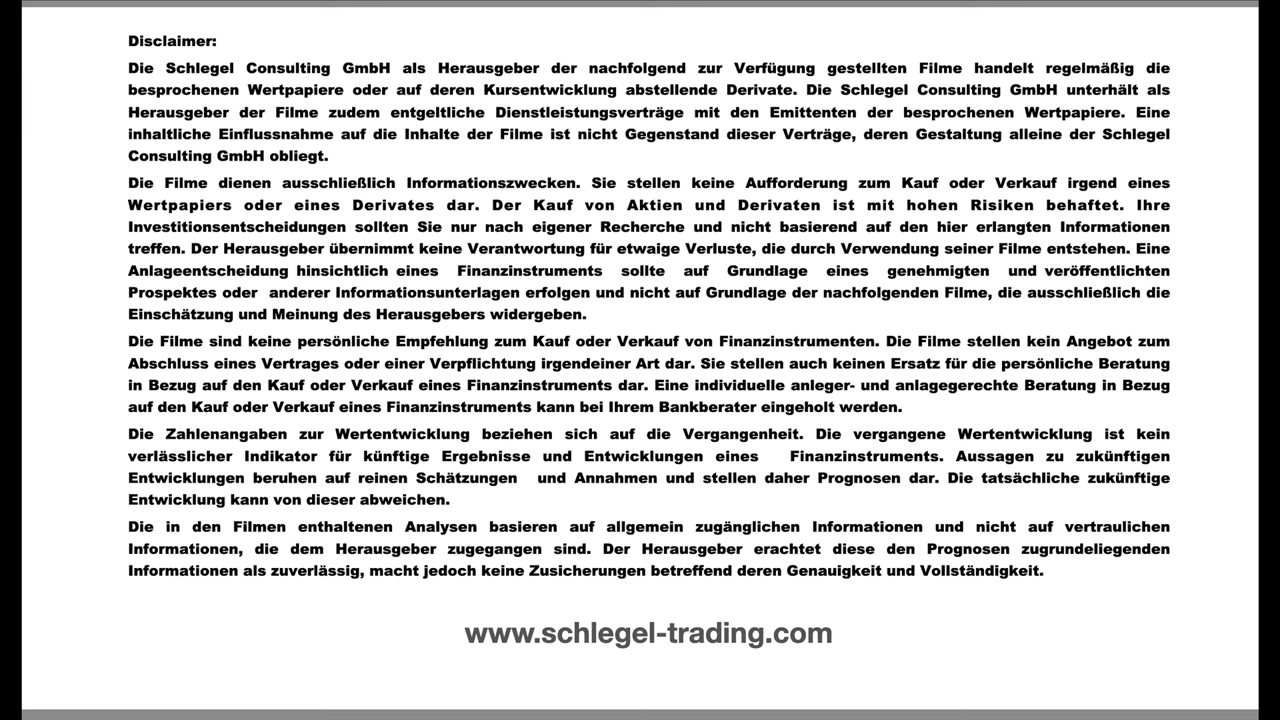 Disclaimer:
Die Schlegel Consulting GmbH als Herausgeber der nachfolgend zur Verfügung gestellten Filme handelt regelmäßig die
besprochenen Wertpapiere oder auf deren Kursentwicklung abstellende Derivate. Die Schlegel Consulting GmbH unterhält als
Herausgeber der Filme zudem entgeltliche Dienstleistungsverträge mit den Emittenten der besprochenen Wertpapiere. Eine
inhaltliche Einflussnahme auf die Inhalte der Filme ist nicht Gegenstand dieser Verträge, deren Gestaltung alleine der Schlegel
Consulting GmbH obliegt.
Die Filme dienen ausschließlich Informationszwecken. Sie stellen keine Aufforderung zum Kauf oder Verkauf irgend eines
Wertpapiers oder eines Derivates dar. Der Kauf von Aktien und Derivaten ist mit hohen Risiken behaftet. Ihre
Investitionsentscheidungen sollten Sie nur nach eigener Recherche und nicht basierend auf den hier erlangten Informationen
treffen. Der Herausgeber übernimmt keine Verantwortung für etwaige Verluste, die durch Verwendung seiner Filme entstehen. Eine
Anlageentscheidung hinsichtlich eines Finanzinstruments sollte auf Grundlage eines genehmigten und veröffentlichten
Prospektes oder anderer Informationsunterlagen erfolgen und nicht auf Grundlage der nachfolgenden Filme, die ausschließlich die
Einschätzung und Meinung des Herausgebers widergeben.
Die Filme sind keine persönliche Empfehlung zum Kauf oder Verkauf von Finanzinstrumenten. Die Filme stellen kein Angebot zum
Abschluss eines Vertrages oder einer Verpflichtung irgendeiner Art dar. Sie stellen auch keinen Ersatz für die persönliche Beratung
in Bezug auf den Kauf oder Verkauf eines Finanzinstruments dar. Eine individuelle anleger- und anlagegerechte Beratung in Bezug
auf den Kauf oder Verkauf eines Finanzinstruments kann bei Ihrem Bankberater eingeholt werden.
Die Zahlenangaben zur Wertentwicklung beziehen sich auf die Vergangenheit. Die vergangene Wertentwicklung ist kein
verlässlicher Indikator für künftige Ergebnisse und Entwicklungen eines Finanzinstruments. Aussagen zu zukünftigen
Entwicklungen beruhen auf reinen Schätzungen und Annahmen und stellen daher Prognosen dar. Die tatsächliche zukünftige
Entwicklung kann von dieser abweichen.
Die in den Filmen enthaltenen Analysen basieren auf allgemein zugänglichen Informationen und nicht auf vertraulichen
Informationen, die dem Herausgeber zugegangen sind. Der Herausgeber erachtet diese den Prognosen zugrundeliegenden
Informationen als zuverlässig, macht jedoch keine Zusicherungen betreffend deren Genauigkeit und Vollständigkeit.
www.schlegel-trading.com